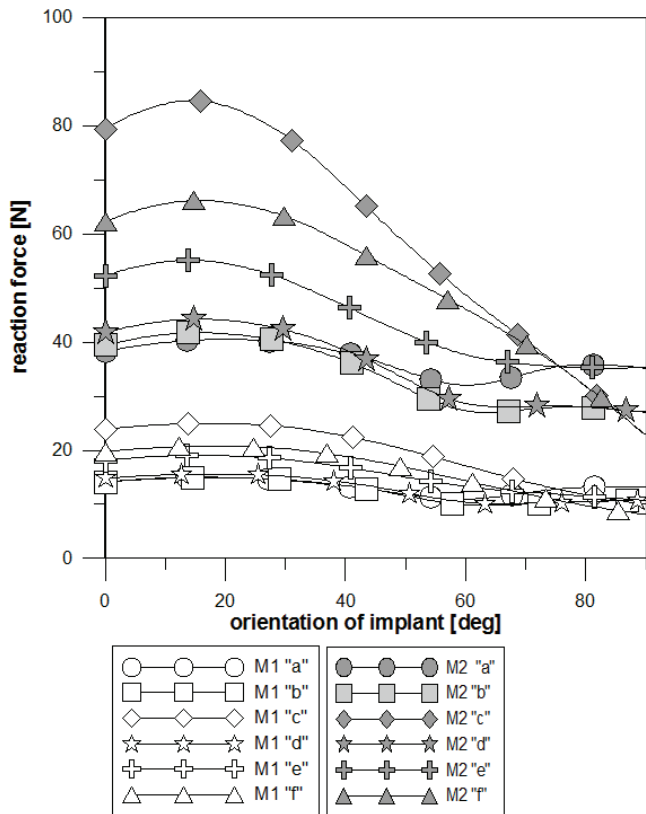 100
80
60
40
20
0
reaction force [N]
0 20 40 60 80
orientation of implant [deg]
M1 "a"
M1 "b"
M1 "c"
M1 "d"
M1 "e"
M1 "f"
M2 "a"
M2 "b"
M2 "c"
M2 "d"
M2 "e"
M2 "f"